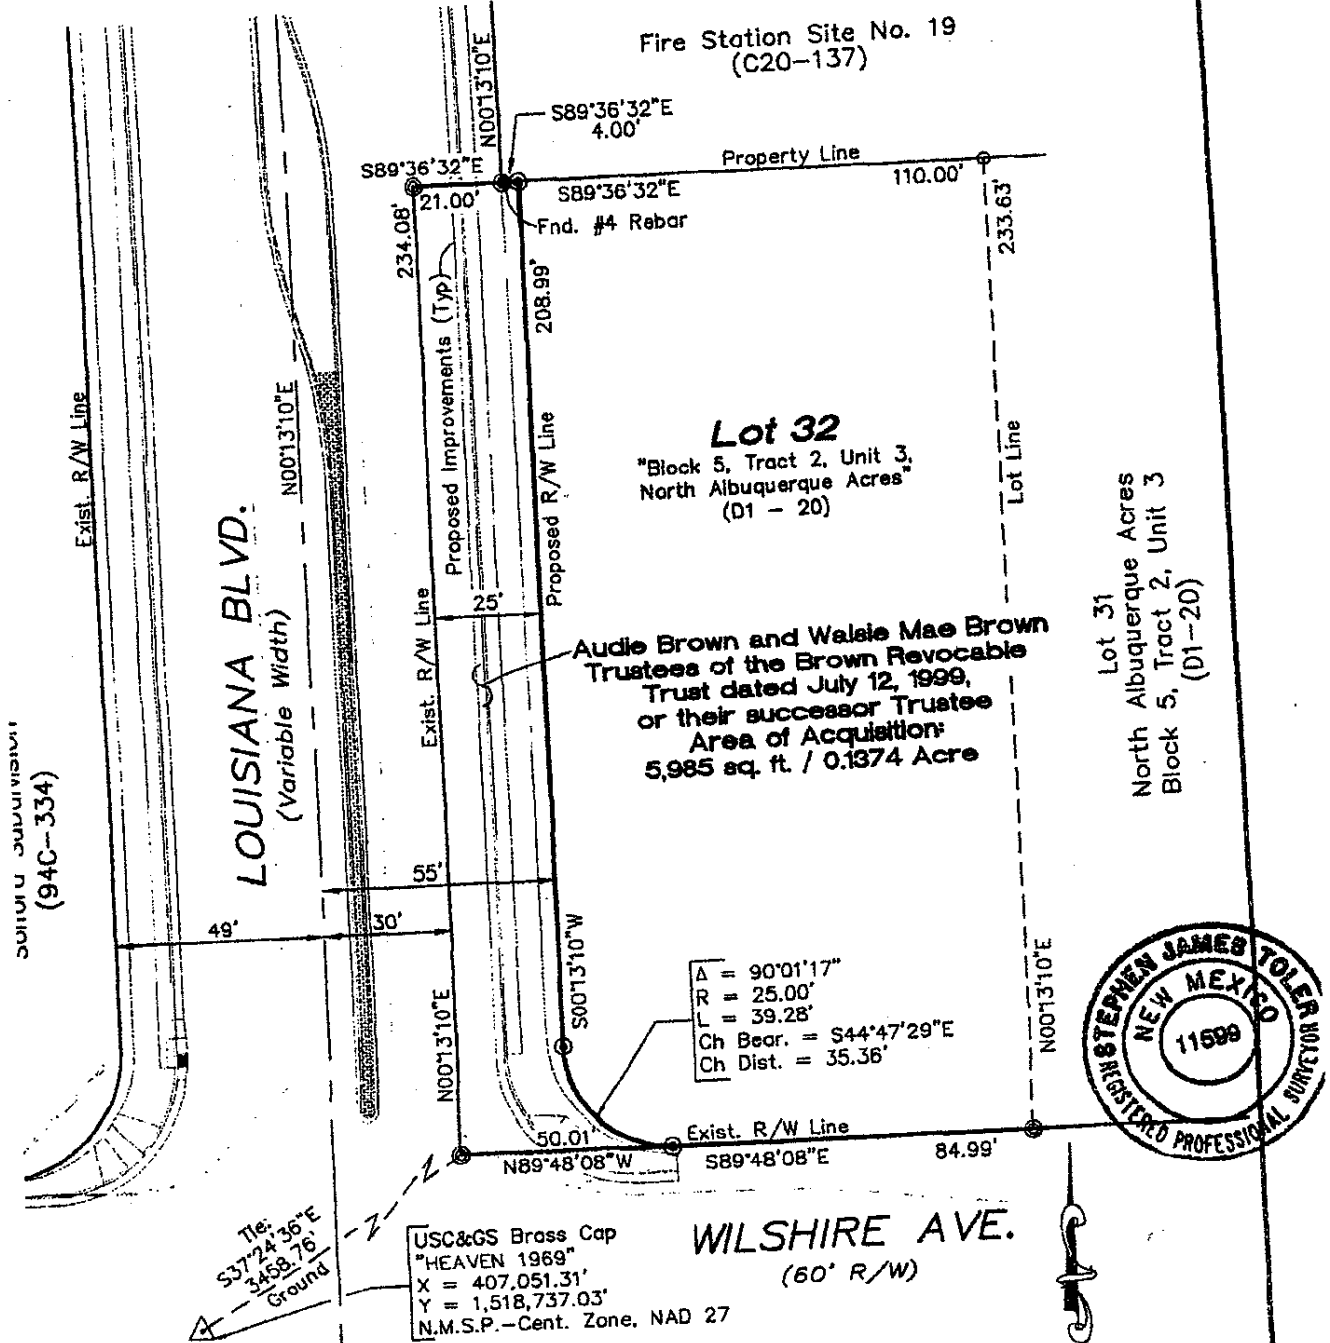 Fire Station Site No. 19
(C20-137)
N00°13'10"E
S89°36'32"E
4.00'
Property Line
S89°36'32"E
21.00'
S89°36'32"E
110.00'
Fnd. #4 Rebar
234.08'
233.63'
208.99'
Proposed Improvements (Typ)
Exist. R/W Line
N00°13'10"E
Proposed R/W Line
Lot Line
Lot 32
"Block 5, Tract 2, Unit 3,
North Albuquerque Acres"
(D1 - 20)
LOUISIANA BLVD.
(Variable Width)
25'
Exist. R/W Line
Audie Brown and Walsie Mae Brown
Trustees of the Brown Revocable
Trust dated July 12, 1999,
or their successor Trustee
Area of Acquisition:
5,985 sq. ft. / 0.1374 Acre
Lot 31
North Albuquerque Acres
Block 5, Tract 2, Unit 3
(D1-20)
Subdivision
(94C-334)
55'
49'
30'
S00°13'10"W
N00°13'10"E
N00°13'10"E
Δ = 90°01'17"
R = 25.00'
L = 39.28'
Ch Bear. = S44°47'29"E
Ch Dist. = 35.36'
STEPHEN JAMES TOLER
NEW MEXICO
11599
REGISTERED PROFESSIONAL SURVEYOR
50.01'
N89°48'08"W
Exist. R/W Line
S89°48'08"E
84.99'
Tie:
S37°24'36"E
3458.76'
Ground
USC&GS Brass Cap
"HEAVEN 1969"
X = 407,051.31'
Y = 1,518,737.03'
N.M.S.P.-Cent. Zone, NAD 27
WILSHIRE AVE.
(60' R/W)